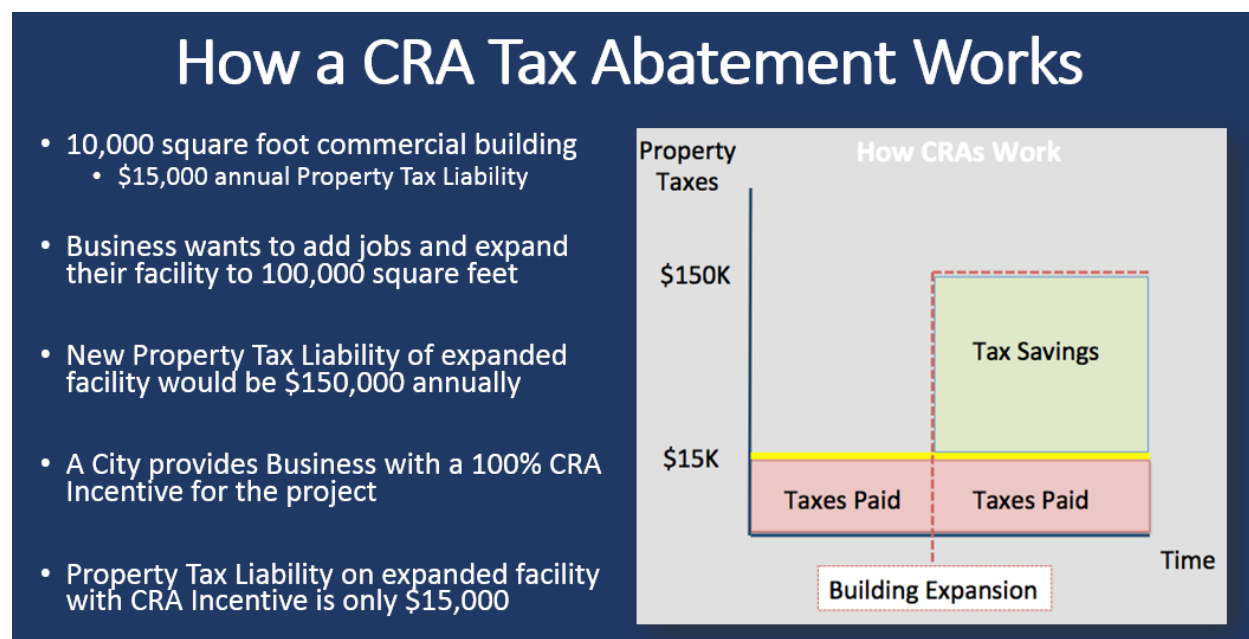 How a CRA Tax Abatement Works
• 10,000 square foot commercial building
• $15,000 annual Property Tax Liability
• Business wants to add jobs and expand
their facility to 100,000 square feet
• New Property Tax Liability of expanded
facility would be $150,000 annually
• A City provides Business with a 100% CRA
Incentive for the project
• Property Tax Liability on expanded facility
with CRA Incentive is only $15,000
How CRAs Work
Property
Taxes
$150K
Tax Savings
$15K
Taxes Paid
Taxes Paid
Time
Building Expansion